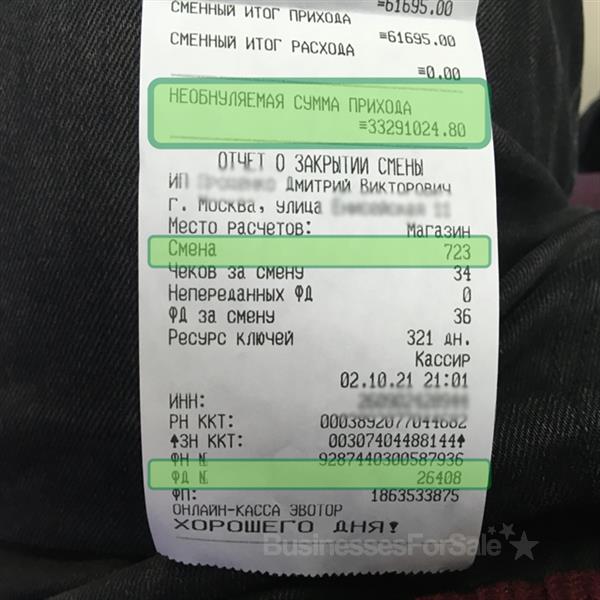 ≡61695.00
СМЕННЫЙ ИТОГ ПРИХОДА
≡61695.00
СМЕННЫЙ ИТОГ РАСХОДА
≡0.00
НЕОБНУЛЯЕМАЯ СУММА ПРИХОДА
≡33291024.80
ОТЧЕТ О ЗАКРЫТИИ СМЕНЫ
ИП Дмитрий Викторович
Г. Москва, улица
Место расчетов: Магазин
Смена 723
Чеков за смену 34
Непереданных ФД 0
ФД за смену 36
Ресурс ключей 321 дн.
Кассир
02.10.21 21:01
ИНН:
РН ККТ: 0003892077044682
↑ЗН ККТ: 00307404488144↑
ФН № 9287440300587936
ФД № 26408
ФП: 1863533875
ОНЛАЙН-КАССА ЭВОТОР
ХОРОШЕГО ДНЯ!
BusinessesForSale